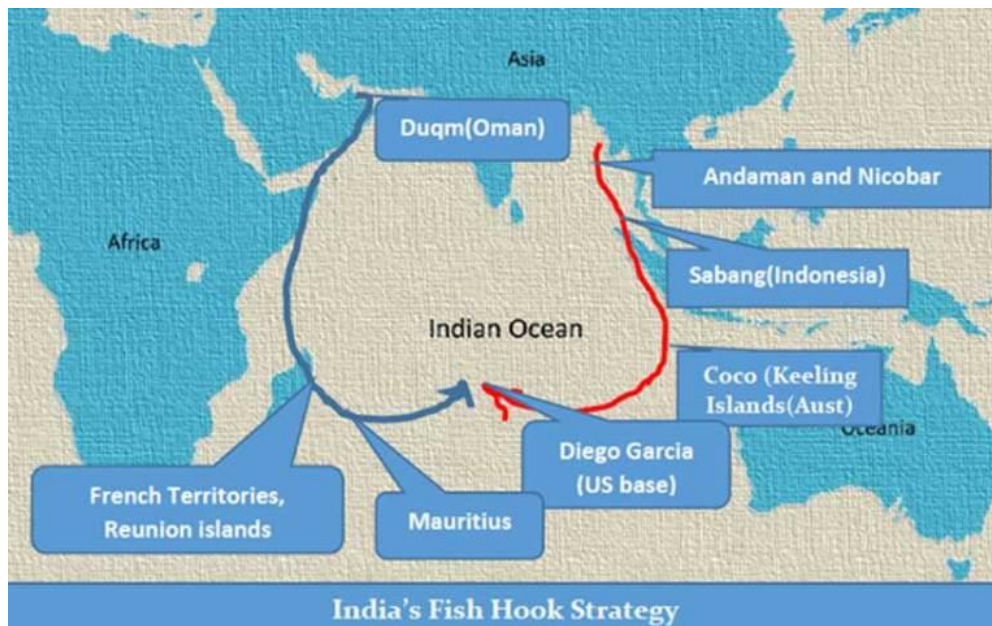 Asia
Duqm(Oman)
Andaman and Nicobar
Africa
Sabang(Indonesia)
Indian Ocean
Coco (Keeling
Islands(Aust)
Oceania
Diego Garcia
(US base)
French Territories,
Reunion islands
Mauritius
India's Fish Hook Strategy